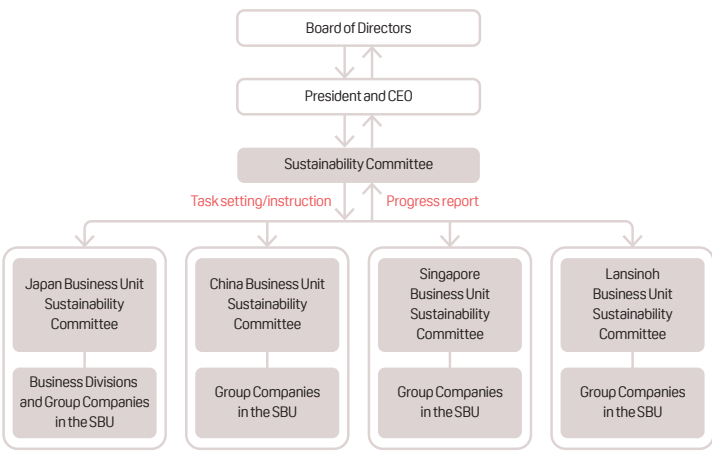 Board of Directors
President and CEO
Sustainability Committee
Task setting/instruction
Progress report
Japan Business Unit
Sustainability
Committee
China Business Unit
Sustainability
Committee
Singapore
Business Unit
Sustainability
Committee
Lansinoh
Business Unit
Sustainability
Committee
Business Divisions
and Group Companies
in the SBU
Group Companies
in the SBU
Group Companies
in the SBU
Group Companies
in the SBU